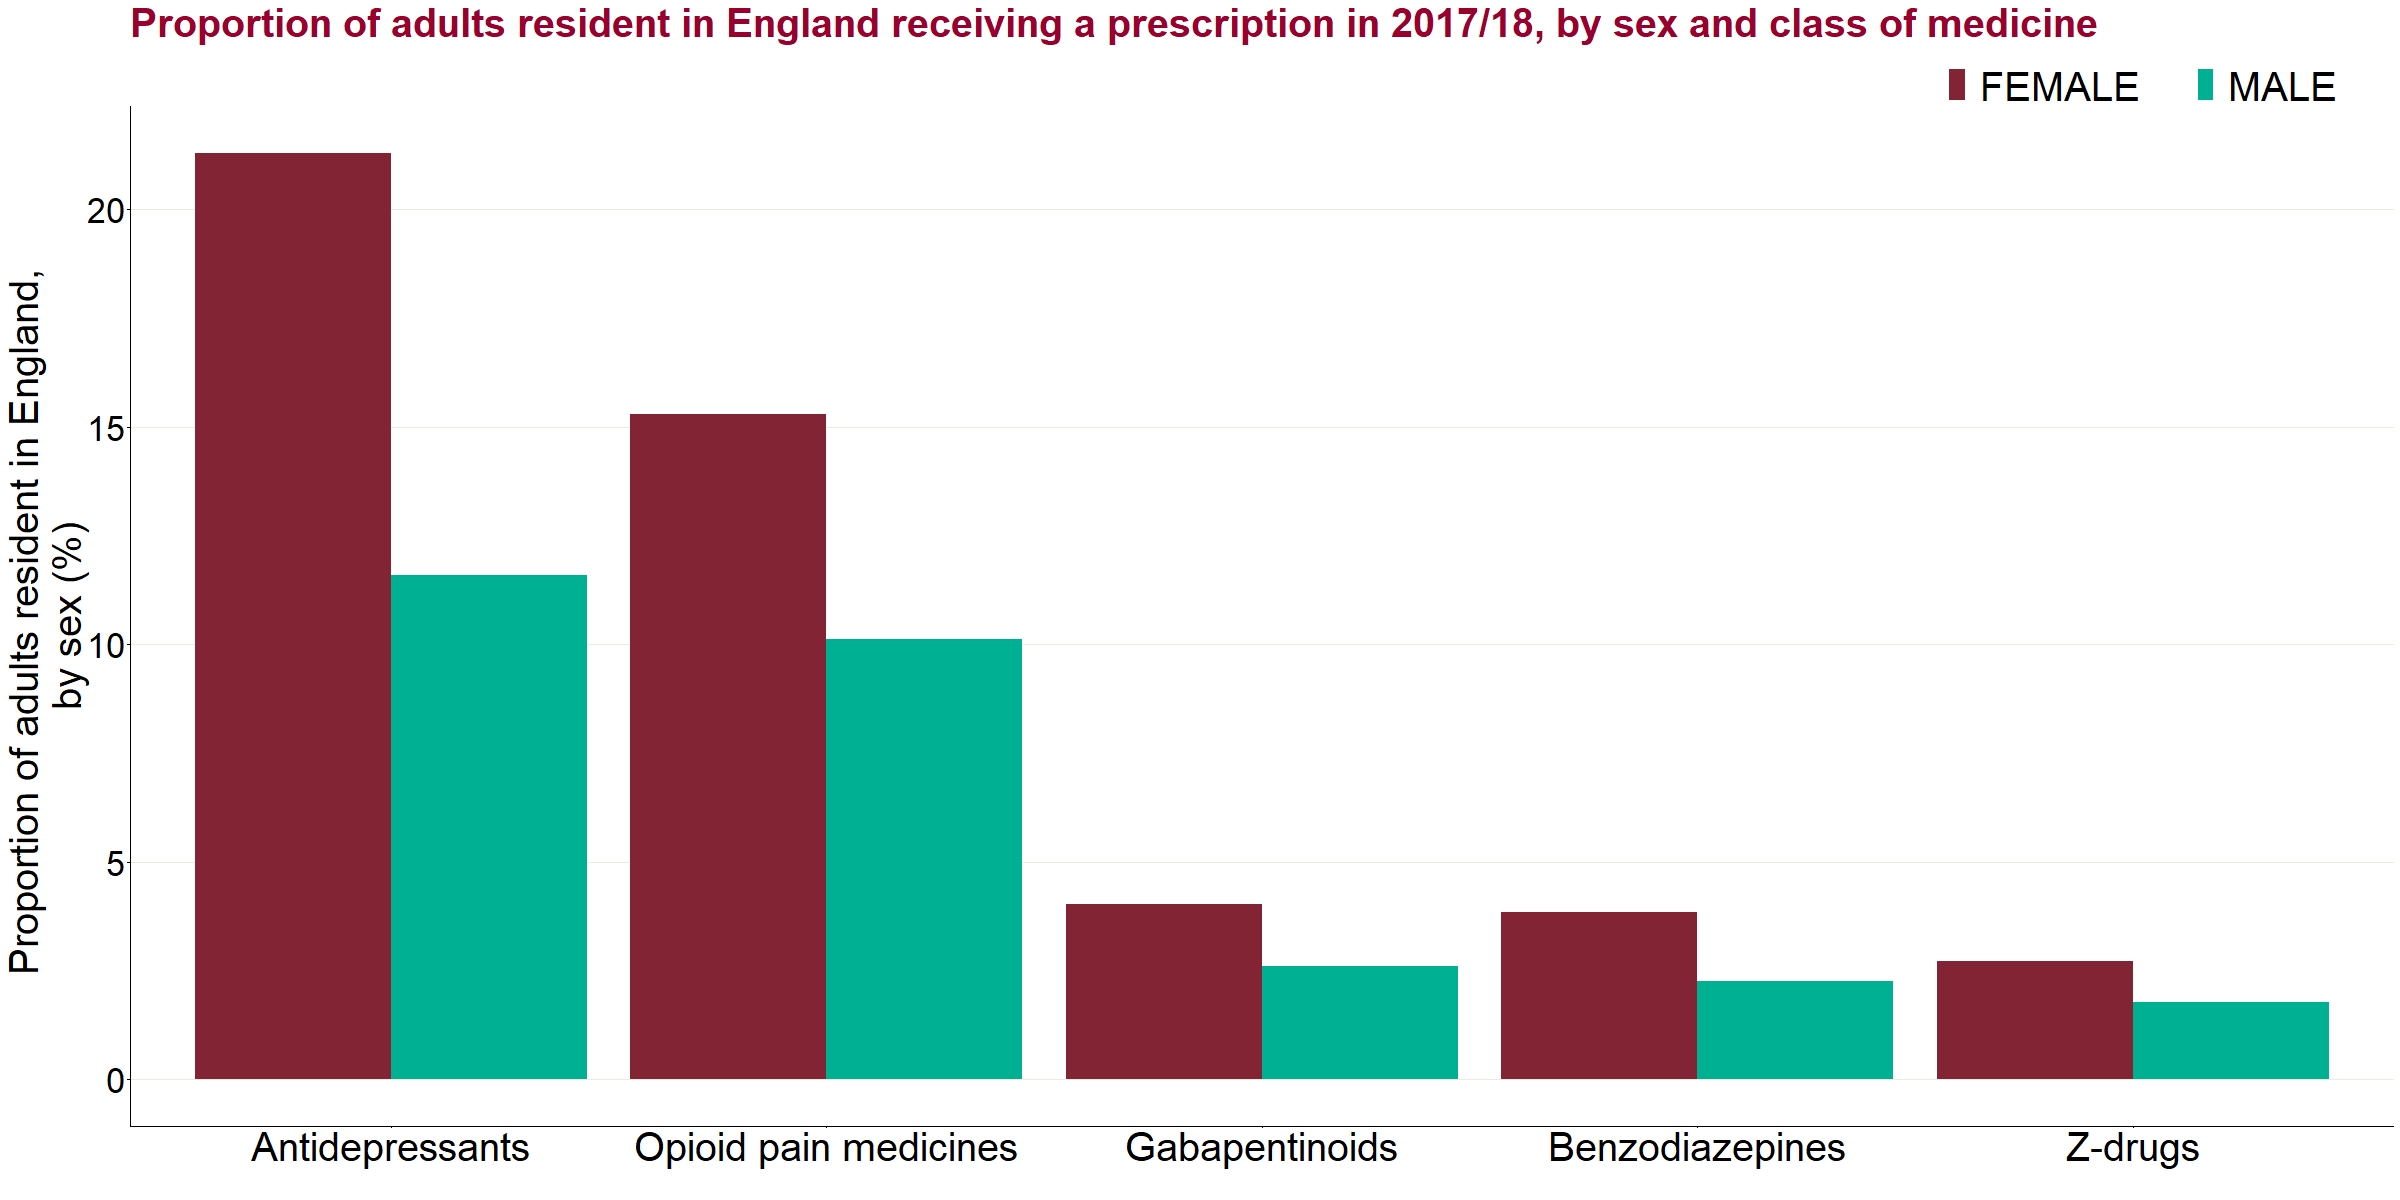 Proportion of adults resident in England receiving a prescription in 2017/18, by sex and class of medicine
FEMALE
MALE
Proportion of adults resident in England,
by sex (%)
20
15
10
5
0
Antidepressants
Opioid pain medicines
Gabapentinoids
Benzodiazepines
Z-drugs